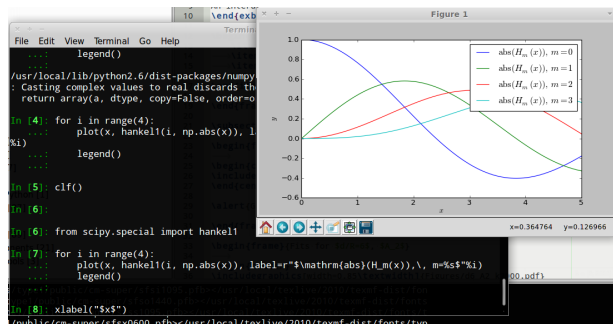 10
\end{exb
Figure 1
Termin
File Edit View Terminal Go Help
...: legend()
...:
/usr/local/lib/python2.6/dist-packages/numpy
: Casting complex values to real discards th
return array(a, dtype, copy=False, order=o
In [4]: for i in range(4):
...: plot(x, hankel1(i, np.abs(x)), l
%i)
...: legend()
...:
In [5]: clf()
In [6]:
In [6]: from scipy.special import hankel1
In [7]: for i in range(4):
...: plot(x, hankel1(i, np.abs(x)), label=r"$\mathrm{abs}(H_m(x)),\, m=%s$"%i)
...: legend()
...:
In [8]: xlabel("$x$")
1.0
0.8
0.6
0.4
0.2
0.0
−0.2
−0.4
−0.6
y
0 1 2 3 4 5
x
abs(H_m(x)), m=0
abs(H_m(x)), m=1
abs(H_m(x)), m=2
abs(H_m(x)), m=3
x=0.364764 y=0.126966
000.pdf}
/public/cm-super/sfsx0600.pfb></usr/local/texlive/2010/texmf-dist/fonts/typ